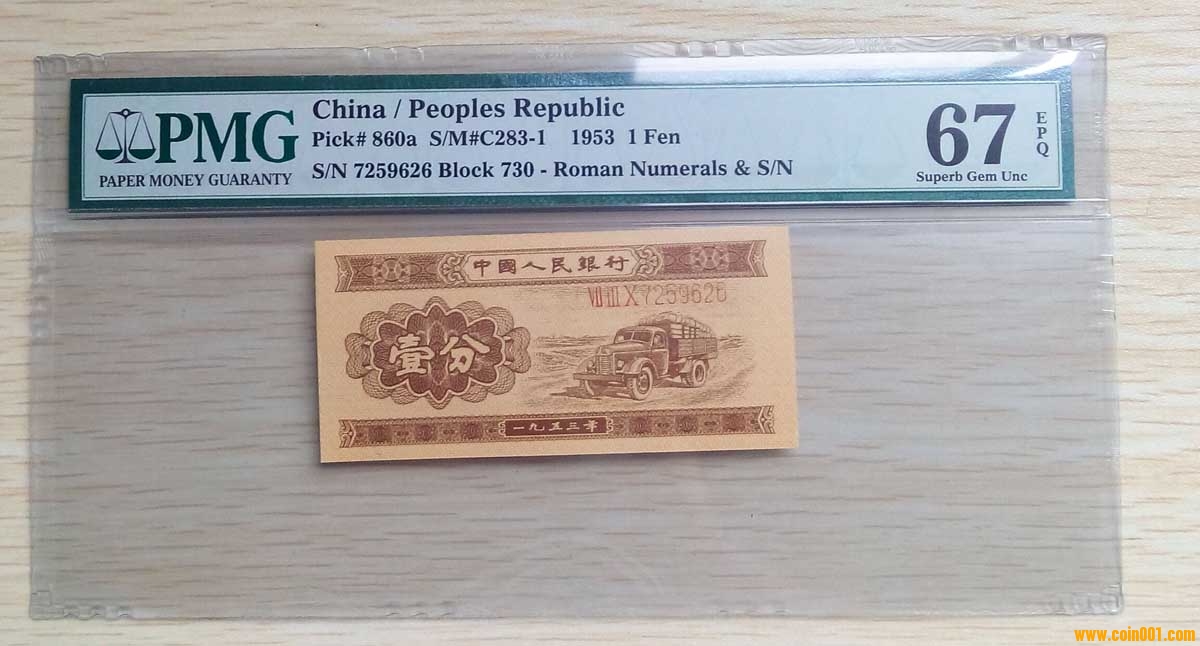 PMG
PAPER MONEY GUARANTY
China / Peoples Republic
Pick# 860a S/M#C283-1 1953 1 Fen
S/N 7259626 Block 730 - Roman Numerals & S/N
67
EPQ
Superb Gem Unc
中國人民銀行
VII III X 7259626
壹分
一九五三年
www.coin001.com